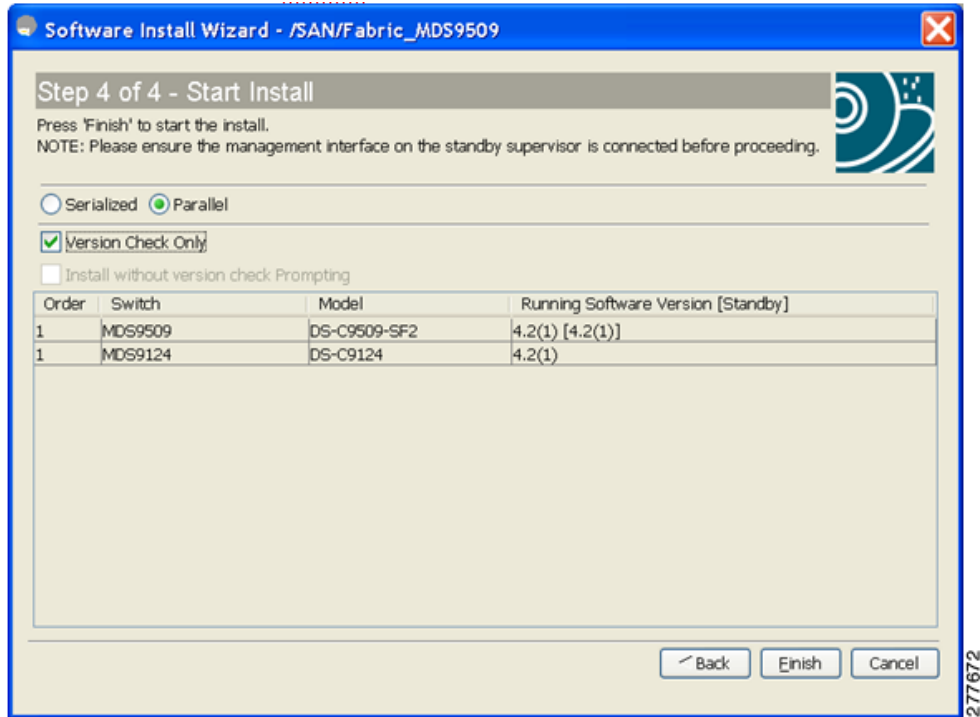 Software Install Wizard - /SAN/Fabric_MDS9509
Step 4 of 4 - Start Install
Press 'Finish' to start the install.
NOTE: Please ensure the management interface on the standby supervisor is connected before proceeding.
Serialized Parallel
Version Check Only
Install without version check Prompting
Order Switch Model Running Software Version [Standby]
1 MDS9509 DS-C9509-SF2 4.2(1) [4.2(1)]
1 MDS9124 DS-C9124 4.2(1)
Back Finish Cancel
277672